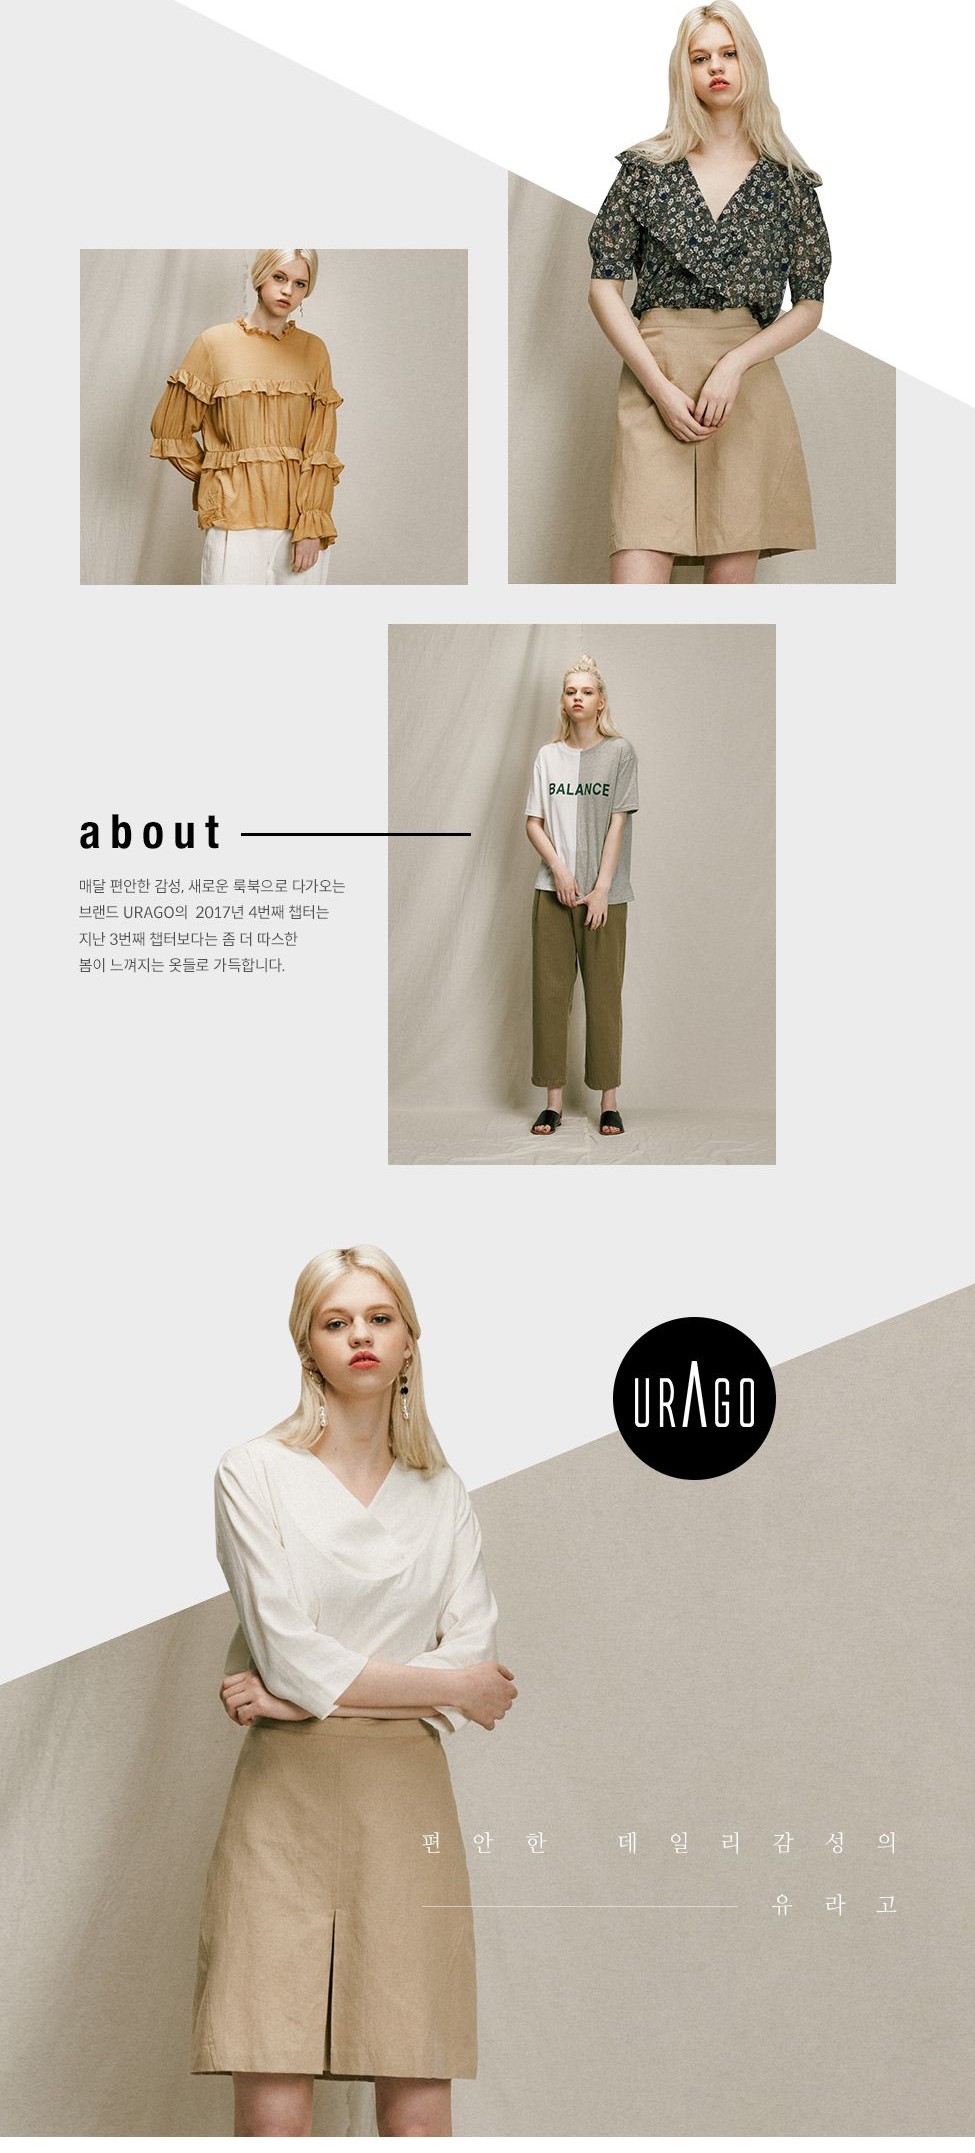 BALANCE
about
매달 편안한 감성, 새로운 룩북으로 다가오는
브랜드 URAGO의 2017년 4번째 챕터는
지난 3번째 챕터보다는 좀 더 따스한
봄이 느껴지는 옷들로 가득합니다.
URAGO
편안한 데일리감성의
유라고